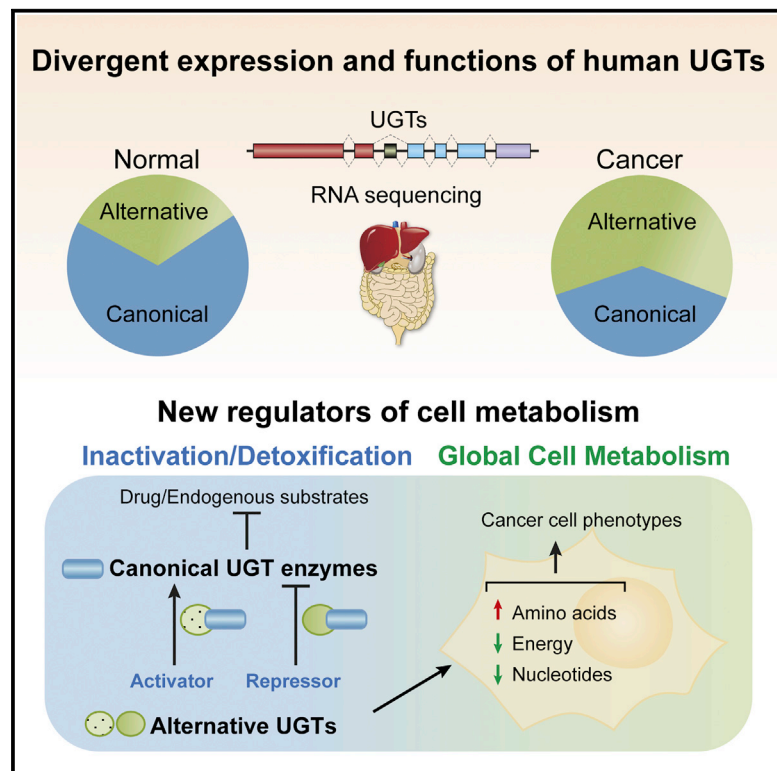 Divergent expression and functions of human UGTs
UGTs
Normal
Cancer
RNA sequencing
Alternative
Canonical
Alternative
Canonical
New regulators of cell metabolism
Inactivation/Detoxification
Global Cell Metabolism
Drug/Endogenous substrates
Canonical UGT enzymes
Activator
Repressor
Alternative UGTs
Cancer cell phenotypes
Amino acids
Energy
Nucleotides